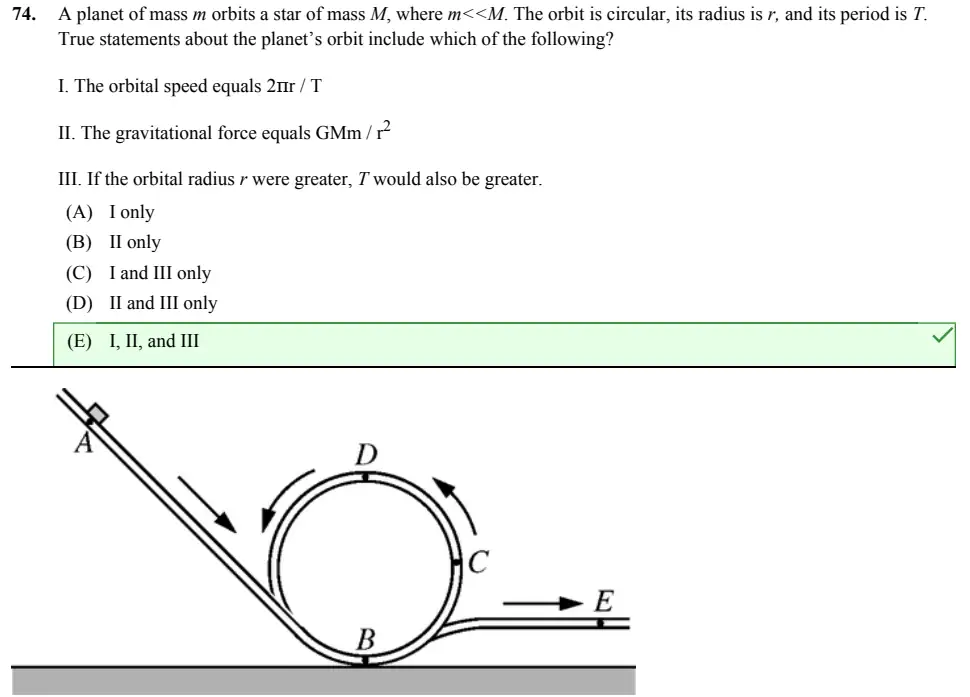 74. A planet of mass m orbits a star of mass M, where m<<M. The orbit is circular, its radius is r, and its period is T.
True statements about the planet's orbit include which of the following?
I. The orbital speed equals 2πr / T
II. The gravitational force equals GMm / r²
III. If the orbital radius r were greater, T would also be greater.
(A) I only
(B) II only
(C) I and III only
(D) II and III only
(E) I, II, and III
A
D
C
E
B